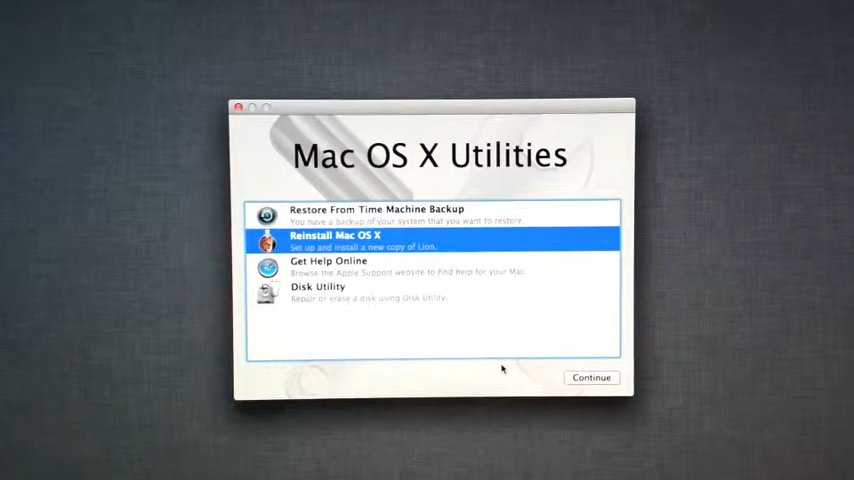 Mac OS X Utilities
Restore From Time Machine Backup
You have a backup of your system that you want to restore.
Reinstall Mac OS X
Set up and install a new copy of Lion.
Get Help Online
Browse the Apple Support website to find help for your Mac.
Disk Utility
Repair or erase a disk using Disk Utility.
Continue